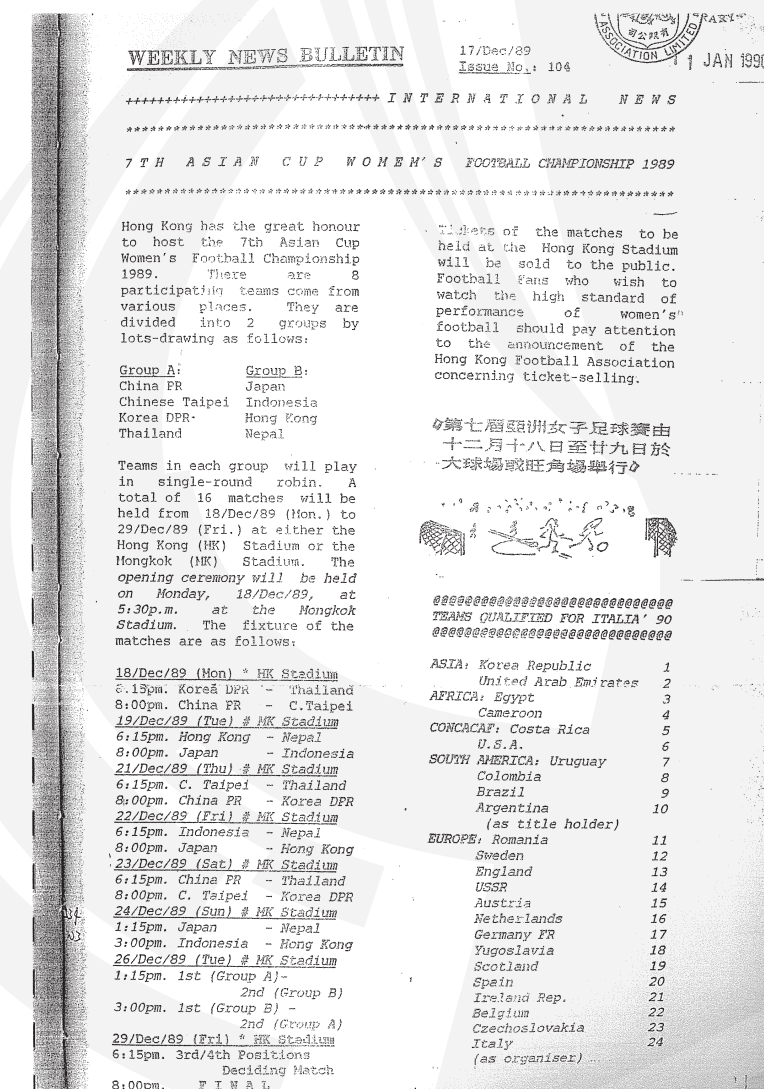 WEEKLY NEWS BULLETIN
17/Dec/89
Issue No.: 104
ASSOCIATION LIMITED
1 JAN 1990
++++++++++++++++++++++++++++++++ INTERNATIONAL NEWS
**********************************************************************
7TH ASIAN CUP WOMEN'S FOOTBALL CHAMPIONSHIP 1989
**********************************************************************
Hong Kong has the great honour
to host the 7th Asian Cup
Women's Football Championship
1989. There are 8
participating teams come from
various places. They are
divided into 2 groups by
lots-drawing as follows:
Group A: Group B:
China PR Japan
Chinese Taipei Indonesia
Korea DPR Hong Kong
Thailand Nepal
Teams in each group will play
in single-round robin. A
total of 16 matches will be
held from 18/Dec/89 (Mon.) to
29/Dec/89 (Fri.) at either the
Hong Kong (HK) Stadium or the
Mongkok (MK) Stadium. The
opening ceremony will be held
on Monday, 18/Dec/89, at
5:30p.m. at the Mongkok
Stadium. The fixture of the
matches are as follows:
18/Dec/89 (Mon) * HK Stadium
6.15pm. Korea DPR - Thailand
8:00pm. China PR - C.Taipei
19/Dec/89 (Tue) # MK Stadium
6:15pm. Hong Kong - Nepal
8:00pm. Japan - Indonesia
21/Dec/89 (Thu) # MK Stadium
6:15pm. C. Taipei - Thailand
8:00pm. China PR - Korea DPR
22/Dec/89 (Fri) # MK Stadium
6:15pm. Indonesia - Nepal
8:00pm. Japan - Hong Kong
23/Dec/89 (Sat) # MK Stadium
6:15pm. China PR - Thailand
8:00pm. C. Taipei - Korea DPR
24/Dec/89 (Sun) # MK Stadium
1:15pm. Japan - Nepal
3:00pm. Indonesia - Hong Kong
26/Dec/89 (Tue) # MK Stadium
1:15pm. 1st (Group A)-
2nd (Group B)
3:00pm. 1st (Group B) -
2nd (Group A)
29/Dec/89 (Fri) * HK Stadium
6:15pm. 3rd/4th Positions
Deciding Match
8:00pm. F I N A L
Tickets of the matches to be
held at the Hong Kong Stadium
will be sold to the public.
Football Fans who wish to
watch the high standard of
performance of women's
football should pay attention
to the announcement of the
Hong Kong Football Association
concerning ticket-selling.
第七屆亞洲女子足球賽由
十二月十八日至廿九日於
大球場或旺角場舉行
@@@@@@@@@@@@@@@@@@@@@@@@@@@@@@
TEAMS QUALIFIED FOR ITALIA' 90
@@@@@@@@@@@@@@@@@@@@@@@@@@@@@@
ASIA: Korea Republic 1
United Arab Emirates 2
AFRICA: Egypt 3
Cameroon 4
CONCACAF: Costa Rica 5
U.S.A. 6
SOUTH AMERICA: Uruguay 7
Colombia 8
Brazil 9
Argentina 10
(as title holder)
EUROPE: Romania 11
Sweden 12
England 13
USSR 14
Austria 15
Netherlands 16
Germany FR 17
Yugoslavia 18
Scotland 19
Spain 20
Ireland Rep. 21
Belgium 22
Czechoslovakia 23
Italy 24
(as organiser)